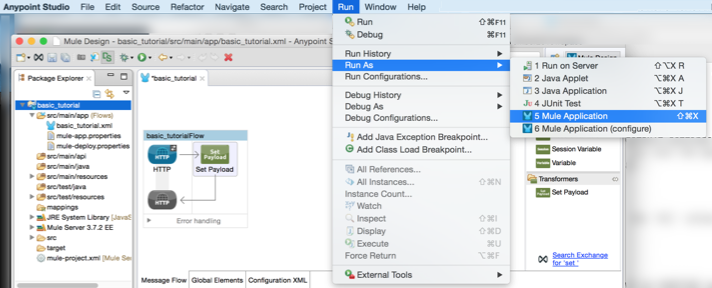 Anypoint Studio File Edit Source Refactor Navigate Search Project Run Window Help
Mule Design - basic_tutorial/src/main/app/basic_tutorial.xml - Anypoint S
Package Explorer
basic_tutorial
src/main/app (Flows)
basic_tutorial.xml
mule-app.properties
mule-deploy.properties
src/main/api
src/main/java
src/main/resources
src/test/java
src/test/resources
mappings
JRE System Library [JavaS
Mule Server 3.7.2 EE
src
target
mule-project.xml [Mule Se
*basic_tutorial
basic_tutorialFlow
HTTP
HTTP
Set Payload
Set Payload
HTTP
Error handling
Message Flow Global Elements Configuration XML
Run ⇧⌘F11
Debug ⌘F11
Run History
Run As
Run Configurations...
Debug History
Debug As
Debug Configurations...
Add Java Exception Breakpoint...
Add Class Load Breakpoint...
All References...
All Instances... ⇧⌘N
Instance Count...
Watch
Inspect ⇧⌘I
Display ⇧⌘D
Execute ⌘U
Force Return ⌥⌘F
External Tools
1 Run on Server ⇧⌥X R
2 Java Applet ⌥⌘X A
3 Java Application ⌥⌘X J
4 JUnit Test ⌥⌘X T
5 Mule Application ⇧⌘X
6 Mule Application (configure)
Session Variable
Variable
Transformers
Set Payload
Search Exchange
for 'set '